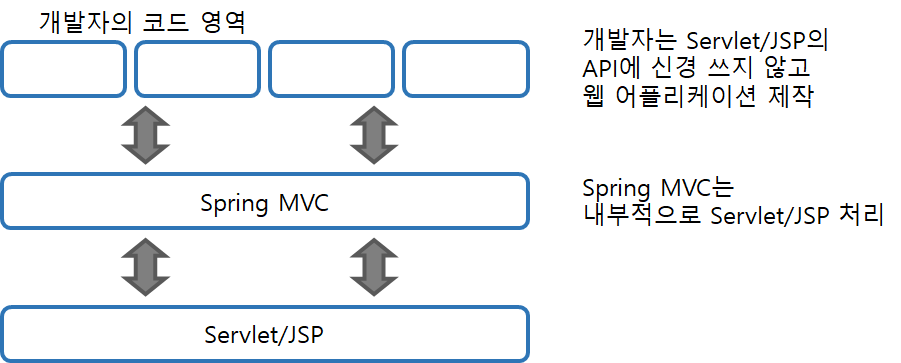 개발자의 코드 영역
개발자는 Servlet/JSP의
API에 신경 쓰지 않고
웹 어플리케이션 제작
Spring MVC
Spring MVC는
내부적으로 Servlet/JSP 처리
Servlet/JSP